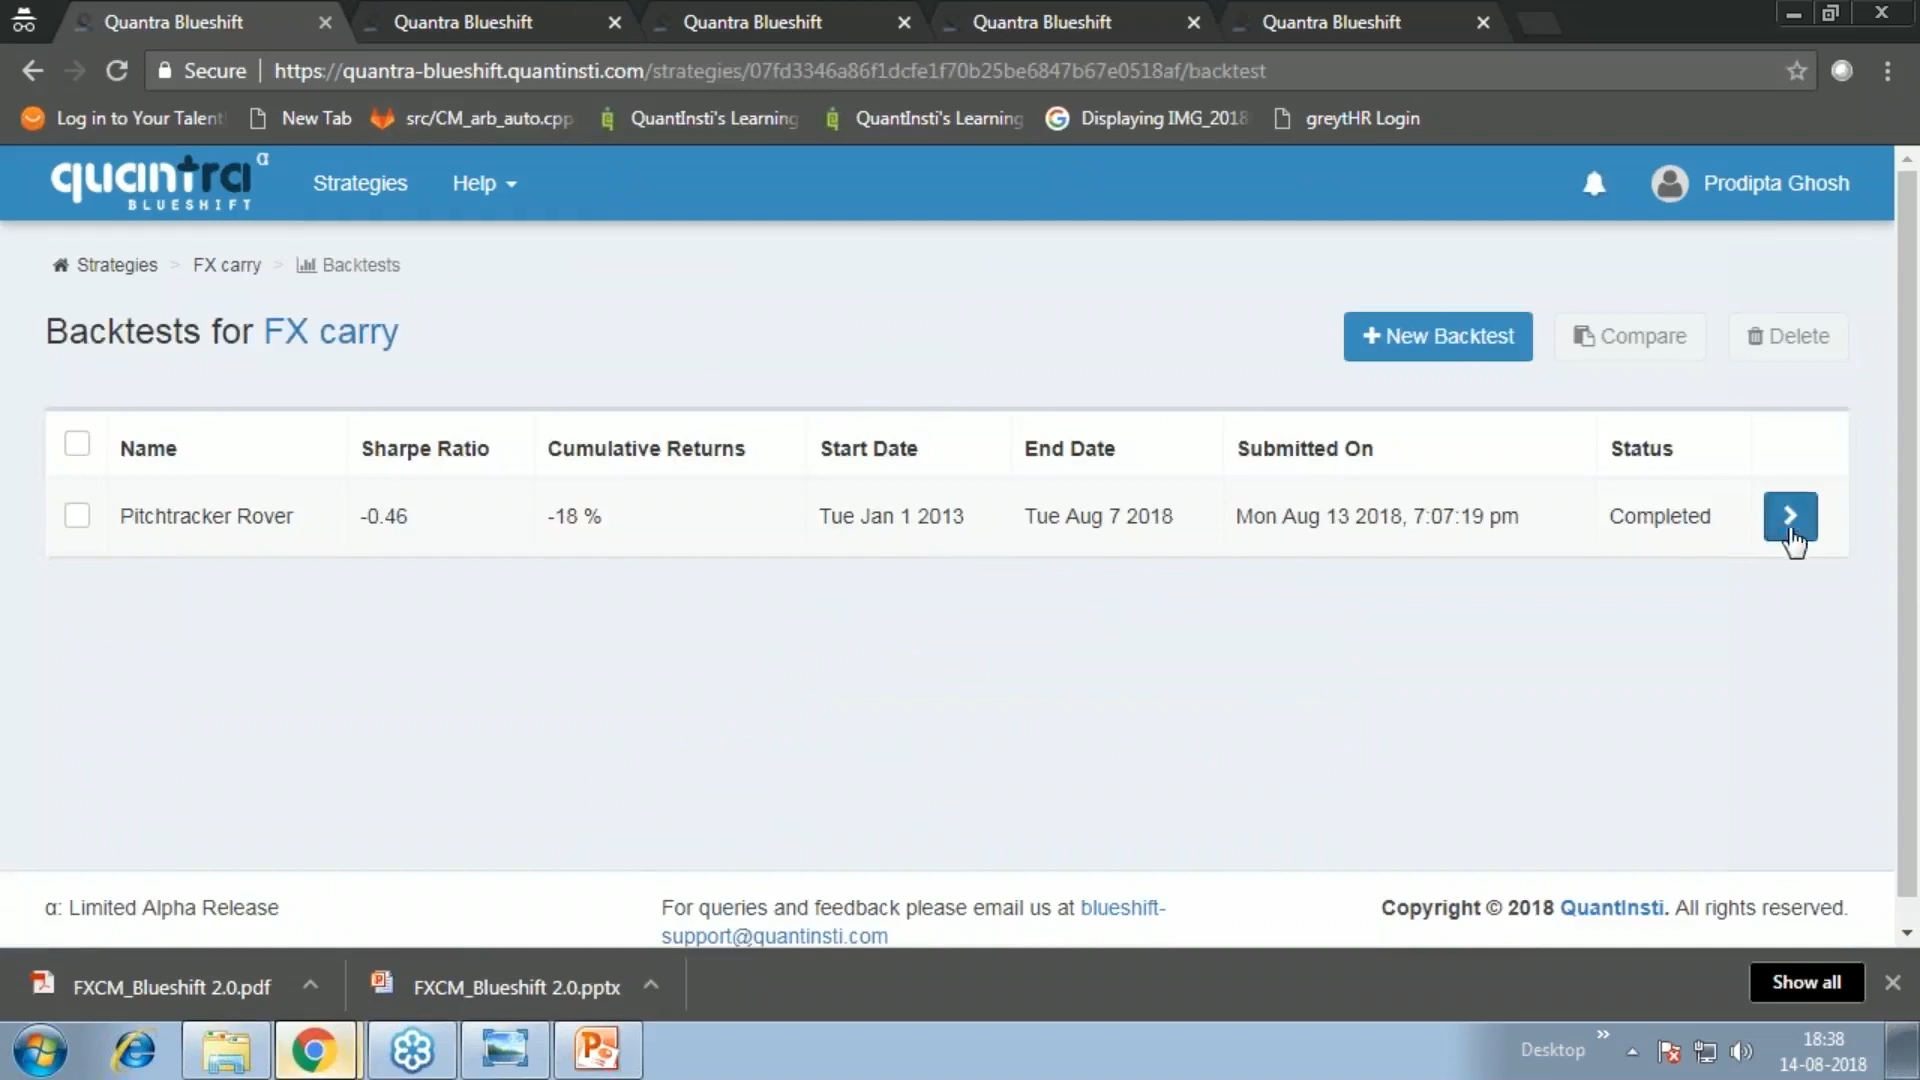 Quantra Blueshift Quantra Blueshift Quantra Blueshift Quantra Blueshift Quantra Blueshift
Secure https://quantra-blueshift.quantinsti.com/strategies/07fd3346a86f1dcfe1f70b25be6847b67e0518af/backtest
Log in to Your Talent New Tab src/CM_arb_auto.cpp QuantInsti's Learning QuantInsti's Learning Displaying IMG_2018 greytHR Login
quantra α Strategies Help Prodipta Ghosh
BLUESHIFT
Strategies > FX carry > Backtests
Backtests for FX carry + New Backtest Compare Delete
Name Sharpe Ratio Cumulative Returns Start Date End Date Submitted On Status
Pitchtracker Rover -0.46 -18 % Tue Jan 1 2013 Tue Aug 7 2018 Mon Aug 13 2018, 7:07:19 pm Completed
α: Limited Alpha Release For queries and feedback please email us at blueshift- Copyright © 2018 QuantInsti. All rights reserved.
support@quantinsti.com
FXCM_Blueshift 2.0.pdf FXCM_Blueshift 2.0.pptx Show all
Desktop 18:38
14-08-2018